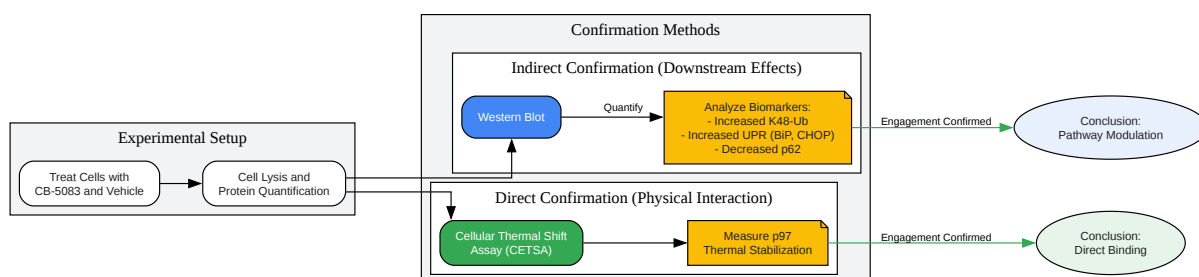 Confirmation Methods
Indirect Confirmation (Downstream Effects)
Western Blot
Quantify
Analyze Biomarkers:
- Increased K48-Ub
- Increased UPR (BiP, CHOP)
- Decreased p62
Engagement Confirmed
Conclusion:
Pathway Modulation
Experimental Setup
Treat Cells with
CB-5083 and Vehicle
Cell Lysis and
Protein Quantification
Direct Confirmation (Physical Interaction)
Cellular Thermal Shift
Assay (CETSA)
Measure p97
Thermal Stabilization
Engagement Confirmed
Conclusion:
Direct Binding